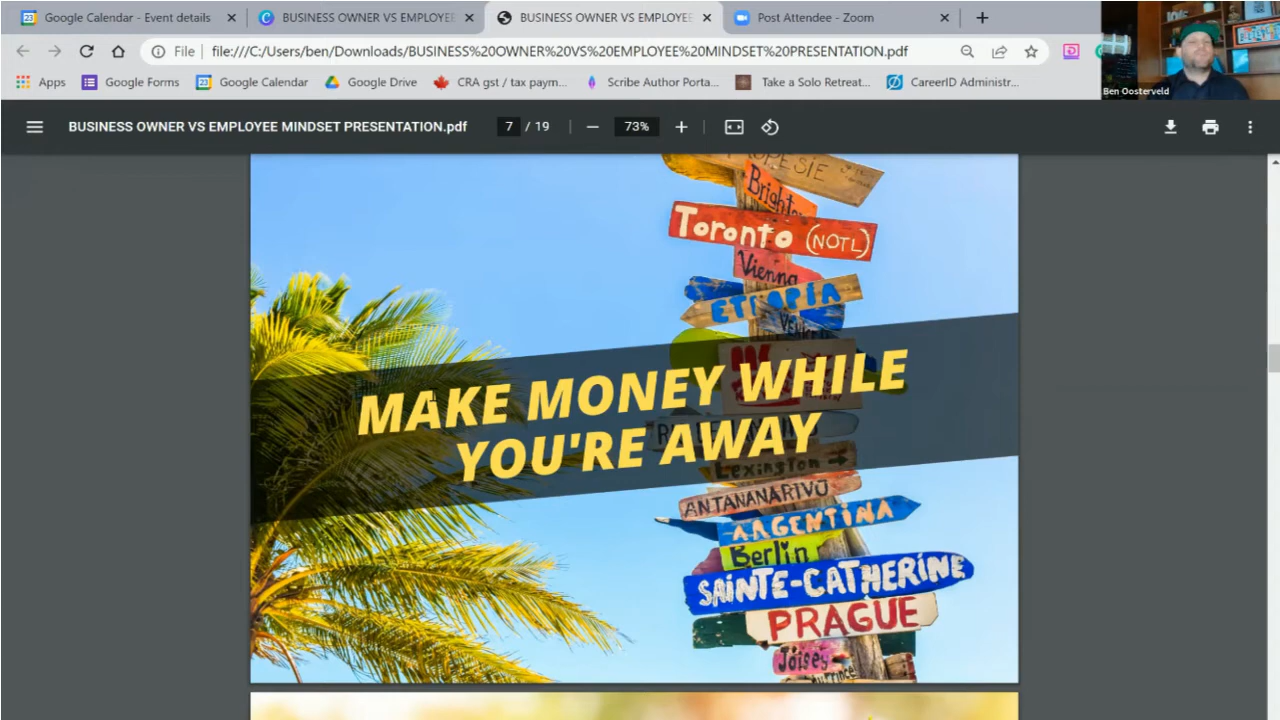 Google Calendar - Event details
BUSINESS OWNER VS EMPLOYEE
BUSINESS OWNER VS EMPLOYEE
Post Attendee - Zoom
File
file:///C:/Users/ben/Downloads/BUSINESS%20OWNER%20VS%20EMPLOYEE%20MINDSET%20PRESENTATION.pdf
Apps
Google Forms
Google Calendar
Google Drive
CRA gst / tax paym...
Scribe Author Porta...
Take a Solo Retreat...
CareerID Administr...
Ben Oosterveld
BUSINESS OWNER VS EMPLOYEE MINDSET PRESENTATION.pdf
7 / 19
73%
Toronto (NOTL)
Vienna
ETHIOPIA
MAKE MONEY WHILE
YOU'RE AWAY
Lexington
ANTANANARIVO
ARGENTINA
Berlin
SAINTE-CATHERINE
PRAGUE
Joisey